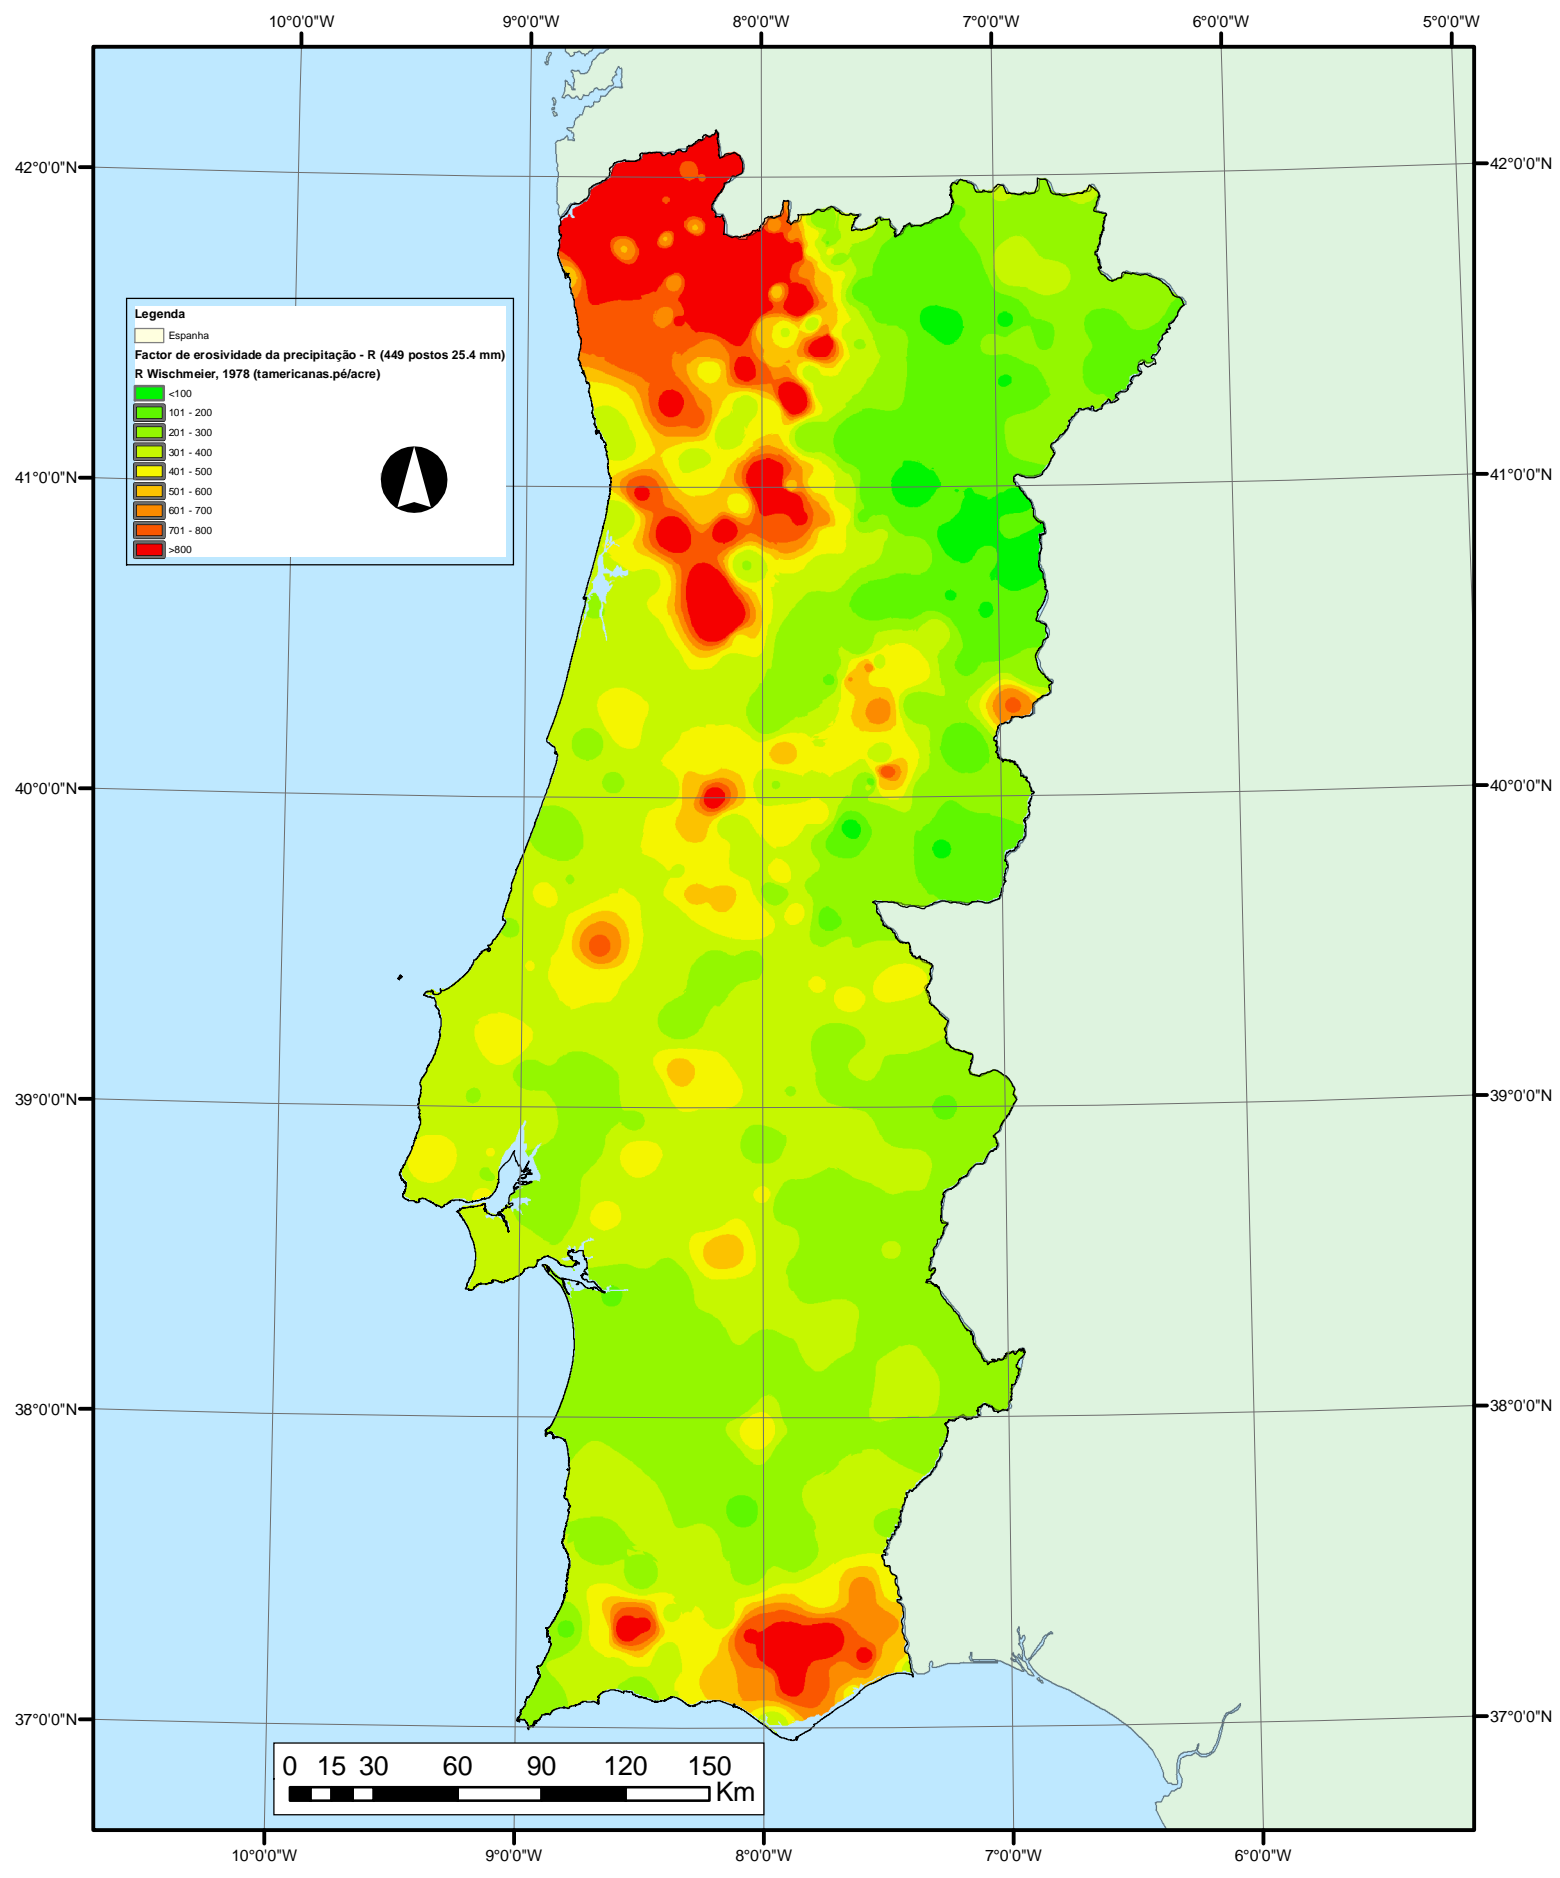 10°0'0"W 9°0'0"W 8°0'0"W 7°0'0"W 6°0'0"W 5°0'0"W
42°0'0"N 42°0'0"N
Legenda
Espanha
Factor de erosividade da precipitação - R (449 postos 25.4 mm)
R Wischmeier, 1978 (tamericanas.pé/acre)
<100
101 - 200
201 - 300
301 - 400
401 - 500
501 - 600
601 - 700
701 - 800
>800
41°0'0"N 41°0'0"N
40°0'0"N 40°0'0"N
39°0'0"N 39°0'0"N
38°0'0"N 38°0'0"N
37°0'0"N 37°0'0"N
0 15 30 60 90 120 150
Km
10°0'0"W 9°0'0"W 8°0'0"W 7°0'0"W 6°0'0"W